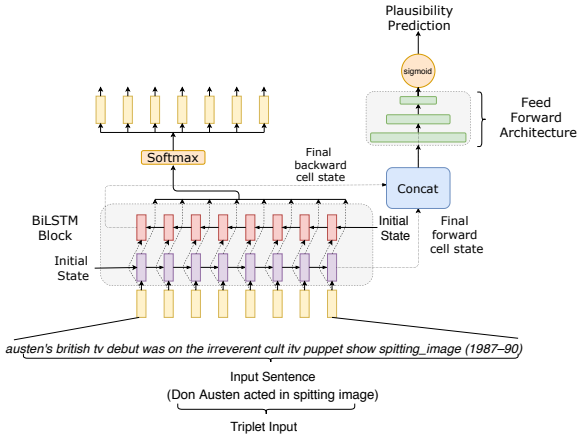 Plausibility
Prediction
sigmoid
Feed
Forward
Architecture
Softmax
Final
backward
cell state
Concat
BiLSTM
Block
Initial
State
Final
forward
cell state
Initial
State
austen's british tv debut was on the irreverent cult itv puppet show spitting_image (1987–90)
Input Sentence
(Don Austen acted in spitting image)
Triplet Input